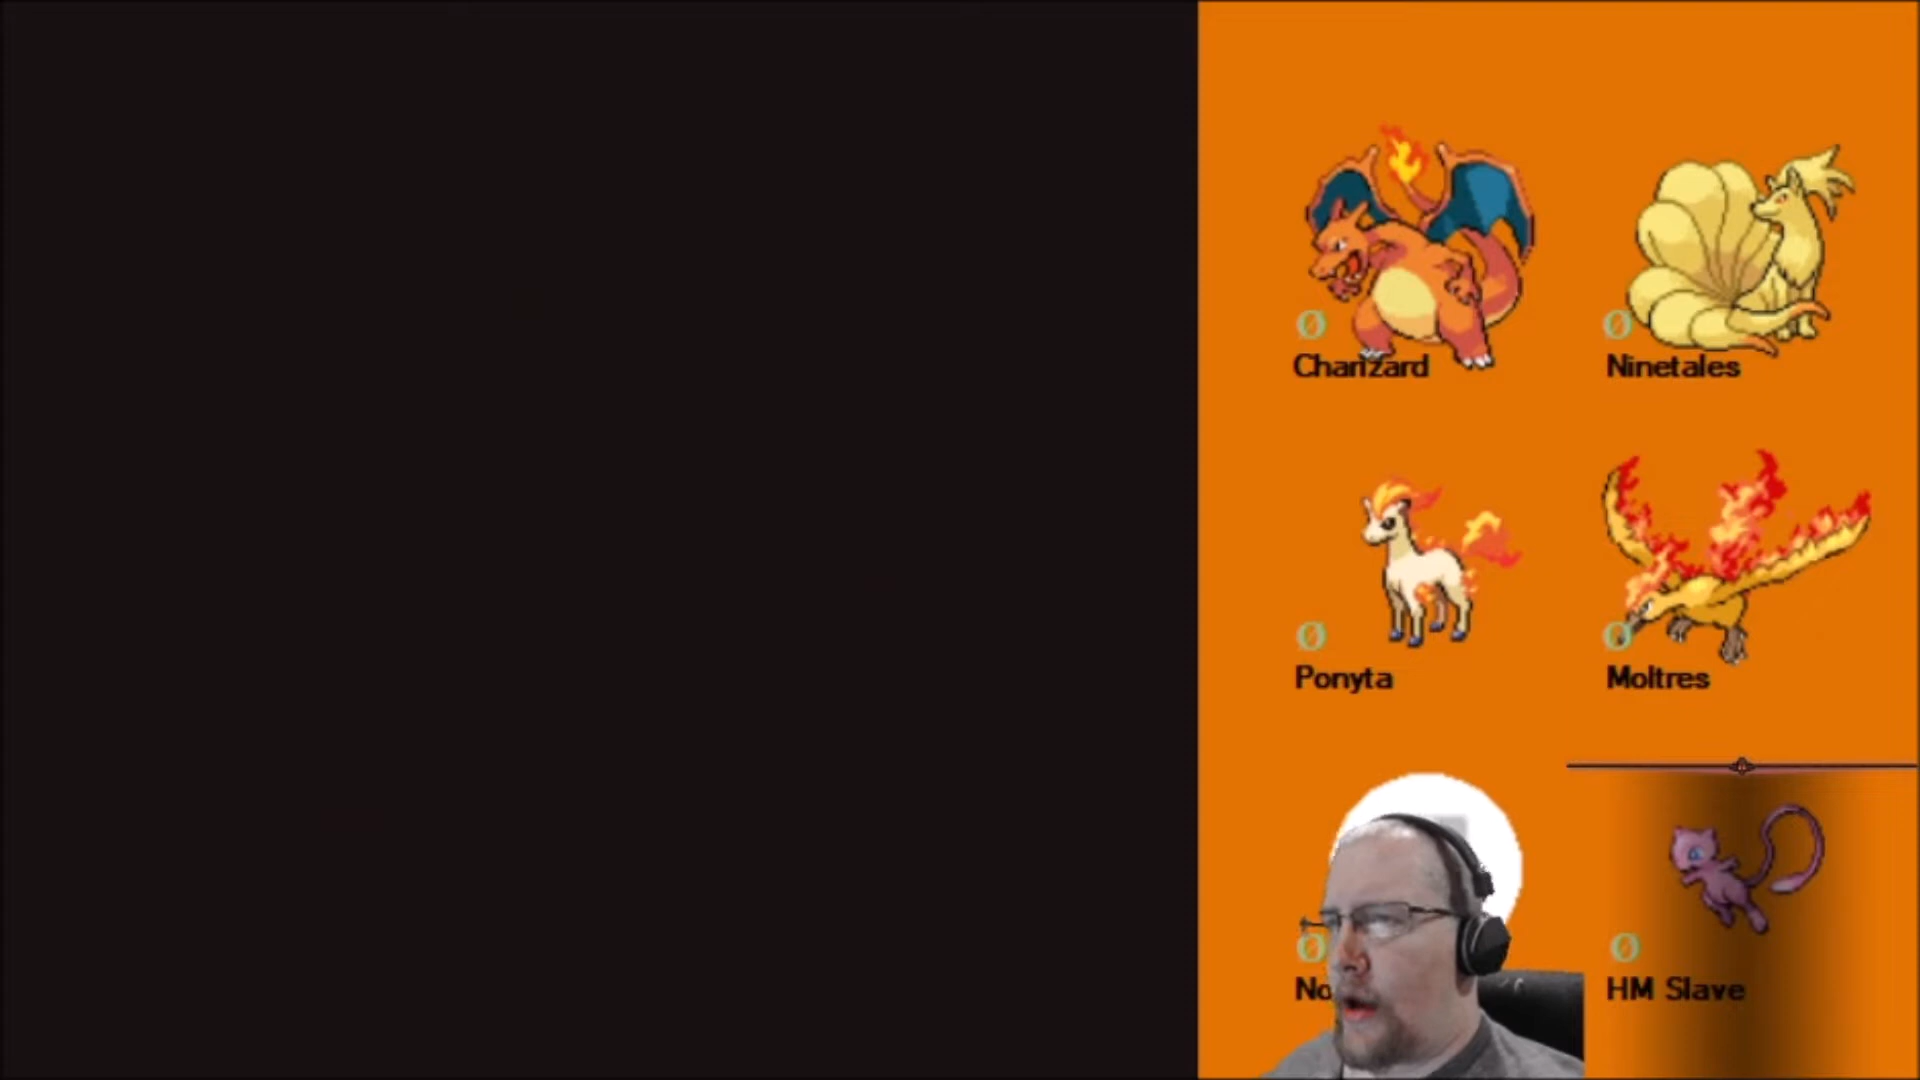 Ø Ø
Charizard Ninetales
Ø Ø
Ponyta Moltres
Ø Ø
No HM Slave